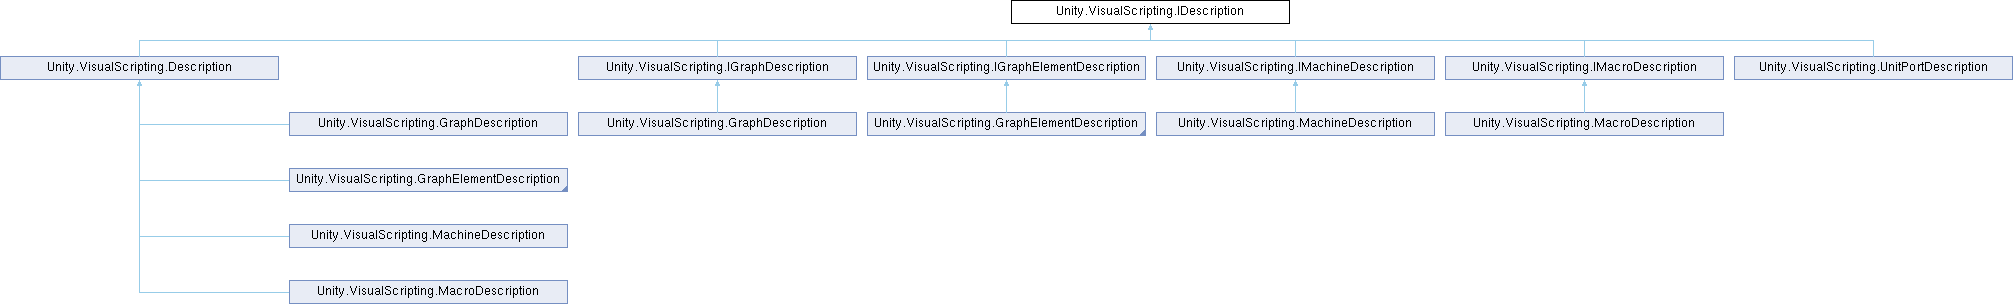 Unity.VisualScripting.IDescription
Unity.VisualScripting.Description
Unity.VisualScripting.IGraphDescription
Unity.VisualScripting.IGraphElementDescription
Unity.VisualScripting.IMachineDescription
Unity.VisualScripting.IMacroDescription
Unity.VisualScripting.UnitPortDescription
Unity.VisualScripting.GraphDescription
Unity.VisualScripting.GraphDescription
Unity.VisualScripting.GraphElementDescription
Unity.VisualScripting.MachineDescription
Unity.VisualScripting.MacroDescription
Unity.VisualScripting.GraphElementDescription
Unity.VisualScripting.MachineDescription
Unity.VisualScripting.MacroDescription